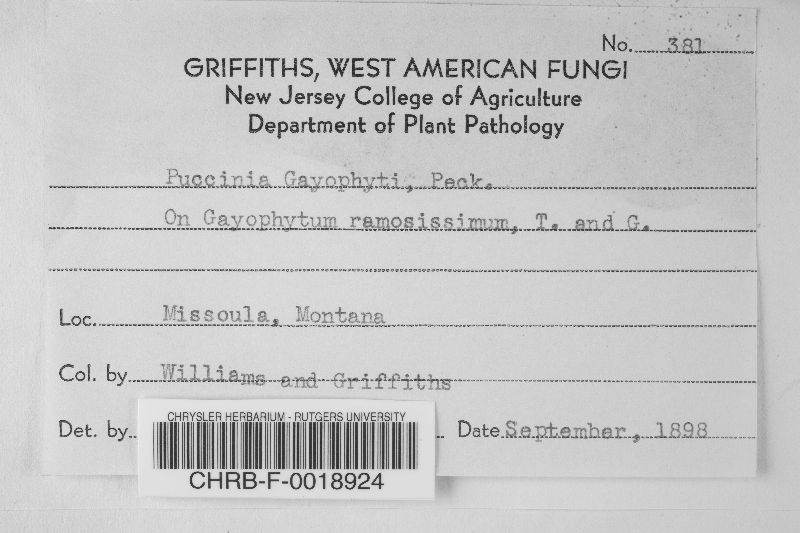 No. 381
GRIFFITHS, WEST AMERICAN FUNGI
New Jersey College of Agriculture
Department of Plant Pathology
Puccinia Gayophyti, Peck.
On Gayophytum ramosissimum, T. and G.
Loc. Missoula, Montana
Col. by Williams and Griffiths
Det. by Date September, 1898
CHRYSLER HERBARIUM - RUTGERS UNIVERSITY
CHRB-F-0018924